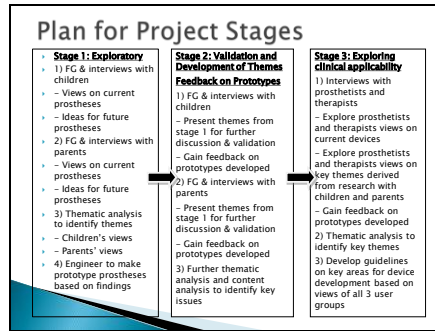 Plan for Project Stages
Stage 1: Exploratory
1) FG & interviews with
children
– Views on current
prostheses
– Ideas for future
prostheses
2) FG & interviews with
parents
– Views on current
prostheses
– Ideas for future
prostheses
3) Thematic analysis
to identify themes
– Children's views
– Parents' views
4) Engineer to make
prototype prostheses
based on findings
Stage 2: Validation and
Development of Themes
Feedback on Prototypes
1) FG & interviews with
children
– Present themes from
stage 1 for further
discussion & validation
– Gain feedback on
prototypes developed
2) FG & interviews with
parents
– Present themes from
stage 1 for further
discussion & validation
– Gain feedback on
prototypes developed
3) Further thematic
analysis and content
analysis to identify key
issues
Stage 3: Exploring
clinical applicability
1) Interviews with
prosthetists and
therapists
– Explore prosthetists
and therapists views on
current devices
– Explore prosthetists
and therapists views on
key themes derived
from research with
children and parents
– Gain feedback on
prototypes developed
2) Thematic analysis to
identify key themes
3) Develop guidelines
on key areas for device
development based on
views of all 3 user
groups